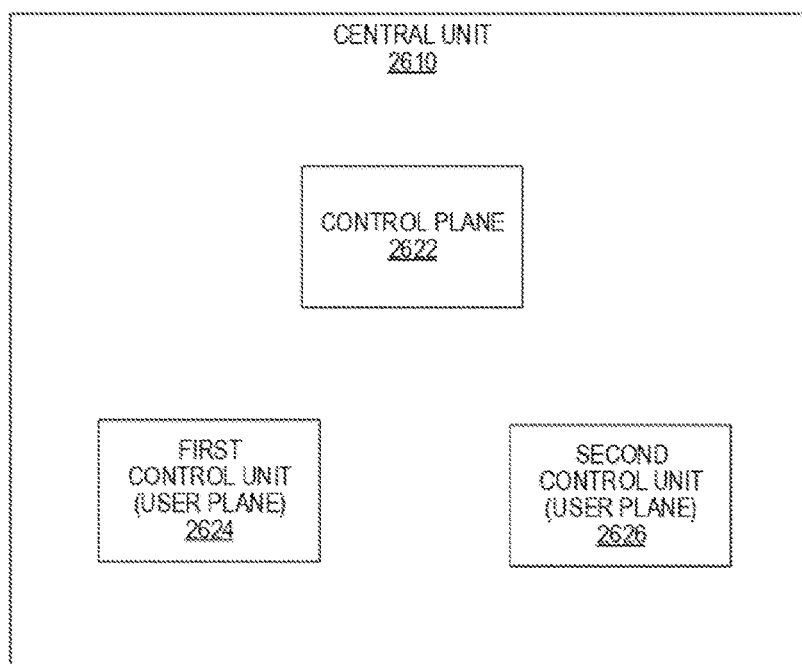 CENTRAL UNIT
2610
CONTROL PLANE
2622
FIRST
CONTROL UNIT
(USER PLANE)
2624
SECOND
CONTROL UNIT
(USER PLANE)
2626